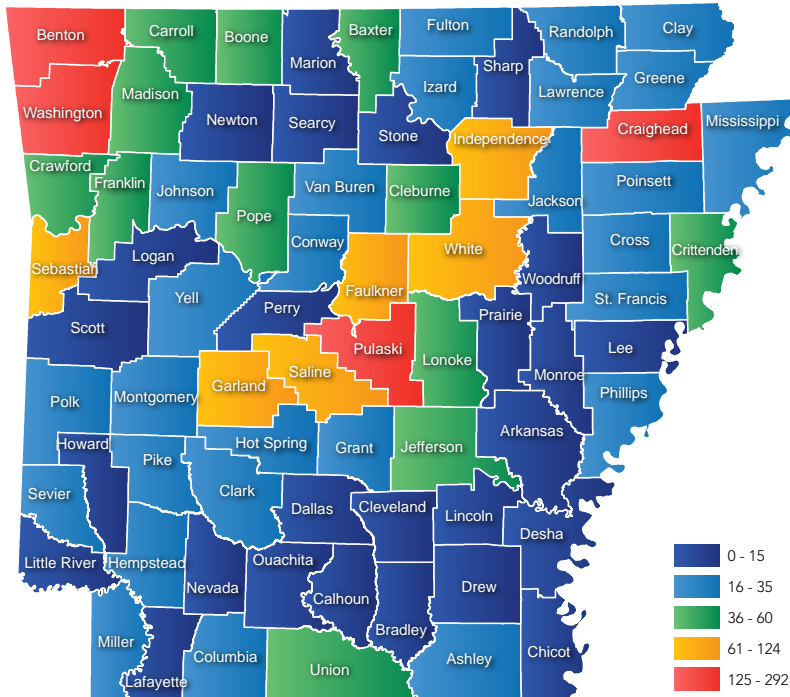 Benton
Carroll
Boone
Marion
Baxter
Fulton
Sharp
Randolph
Clay
Washington
Madison
Newton
Searcy
Stone
Izard
Lawrence
Greene
Independence
Craighead
Mississippi
Crawford
Franklin
Johnson
Pope
Van Buren
Cleburne
Jackson
Poinsett
Sebastian
Logan
Conway
White
Woodruff
Cross
Crittenden
Yell
Faulkner
St. Francis
Scott
Perry
Prairie
Pulaski
Lonoke
Lee
Polk
Montgomery
Garland
Saline
Monroe
Phillips
Howard
Pike
Hot Spring
Grant
Jefferson
Arkansas
Sevier
Clark
Dallas
Cleveland
Lincoln
Desha
Little River
Hempstead
Nevada
Ouachita
Calhoun
Bradley
Drew
Chicot
Miller
Lafayette
Columbia
Union
Ashley
0 - 15
16 - 35
36 - 60
61 - 124
125 - 292